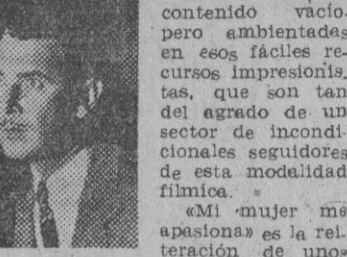 contenido vacío,
pero ambientadas
en esos fáciles re-
cursos impresionis-
tas, que son tan
del agrado de un
sector de incondi-
cionales seguidores
de esta modalidad
fílmica.
«Mi mujer me
apasiona» es la rei-
teración de unos